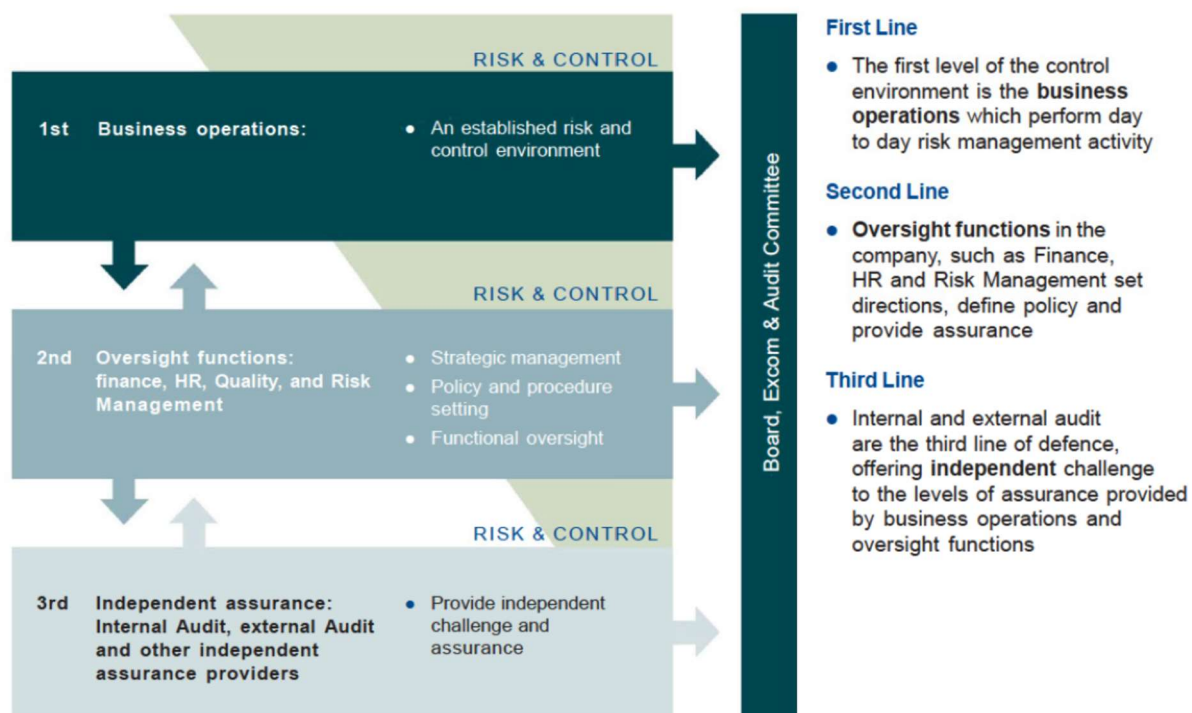 RISK & CONTROL
1st Business operations:
• An established risk and
control environment
RISK & CONTROL
2nd Oversight functions:
finance, HR, Quality, and Risk
Management
• Strategic management
• Policy and procedure
setting
• Functional oversight
RISK & CONTROL
3rd Independent assurance:
Internal Audit, external Audit
and other independent
assurance providers
• Provide independent
challenge and
assurance
Board, Excom & Audit Committee
First Line
• The first level of the control
environment is the business
operations which perform day
to day risk management activity
Second Line
• Oversight functions in the
company, such as Finance,
HR and Risk Management set
directions, define policy and
provide assurance
Third Line
• Internal and external audit
are the third line of defence,
offering independent challenge
to the levels of assurance provided
by business operations and
oversight functions